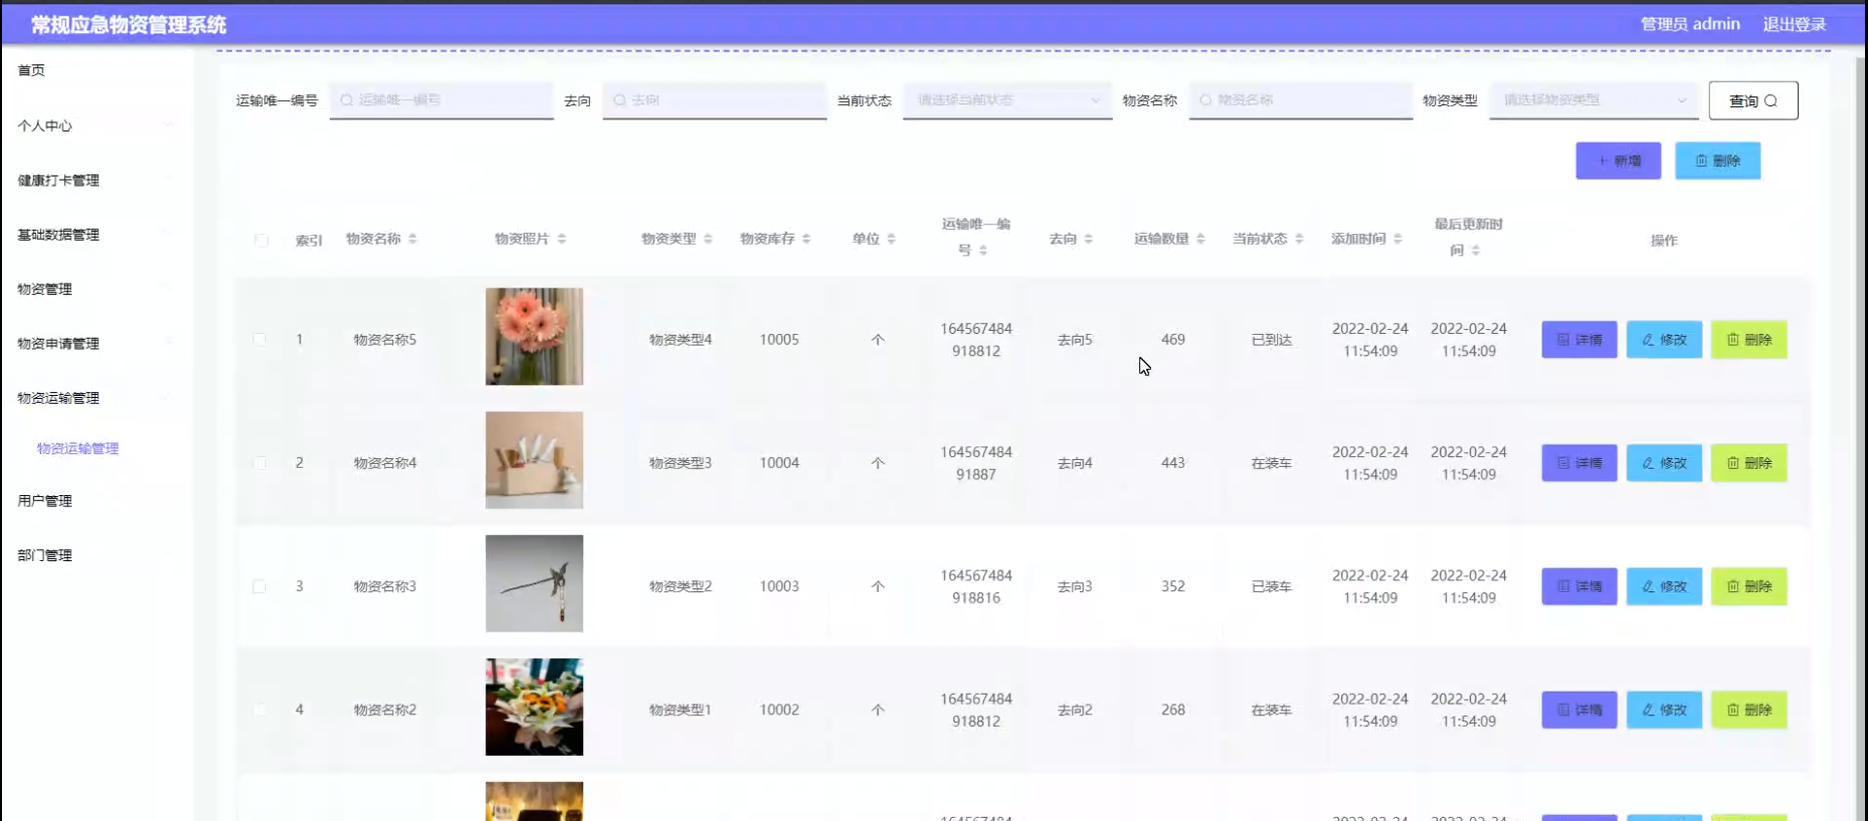 常规应急物资管理系统
管理员 admin 退出登录
首页
个人中心
健康打卡管理
基础数据管理
物资管理
物资申请管理
物资运输管理
物资运输管理
用户管理
部门管理
运输唯一编号 运输唯一编号 去向 去向 当前状态 请选择当前状态 物资名称 物资名称 物资类型 请选择物资类型 查询
+ 新增 删除
索引 物资名称 物资照片 物资类型 物资库存 单位 运输唯一编号 去向 运输数量 当前状态 添加时间 最后更新时间 操作
1 物资名称5 物资类型4 10005 个 164567484918812 去向5 469 已到达 2022-02-24 11:54:09 2022-02-24 11:54:09 详情 修改 删除
2 物资名称4 物资类型3 10004 个 16456748491887 去向4 443 在装车 2022-02-24 11:54:09 2022-02-24 11:54:09 详情 修改 删除
3 物资名称3 物资类型2 10003 个 164567484918816 去向3 352 已装车 2022-02-24 11:54:09 2022-02-24 11:54:09 详情 修改 删除
4 物资名称2 物资类型1 10002 个 164567484918812 去向2 268 在装车 2022-02-24 11:54:09 2022-02-24 11:54:09 详情 修改 删除